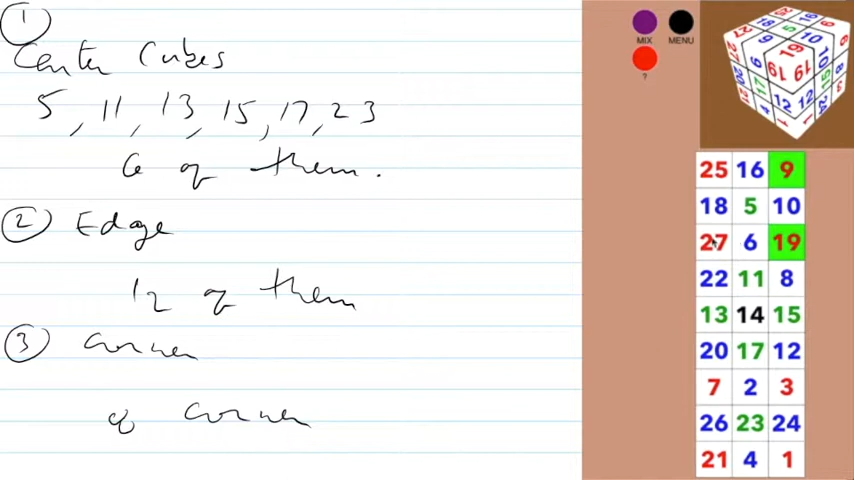 1
Center Cubes
5, 11, 13, 15, 17, 23
6 of them.
2 Edge
12 of them
3 corner
of corner
MIX
MENU
?
25 16 9
18 5 10
27 6 19
22 11 8
13 14 15
20 17 12
7 2 3
26 23 24
21 4 1